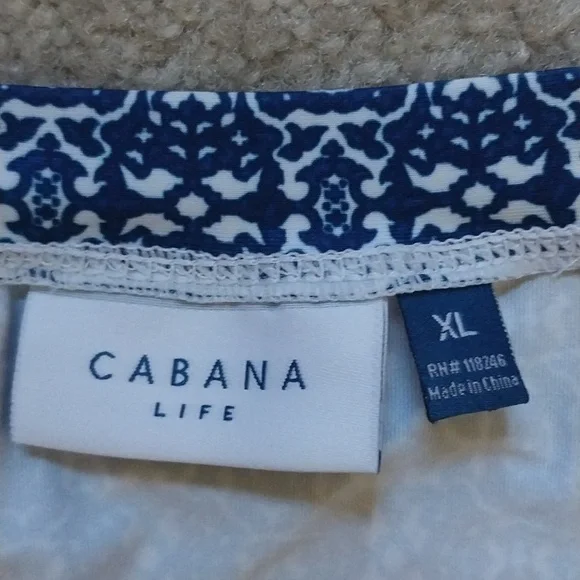 CABANA
LIFE
XL
RN# 118246
Made in China